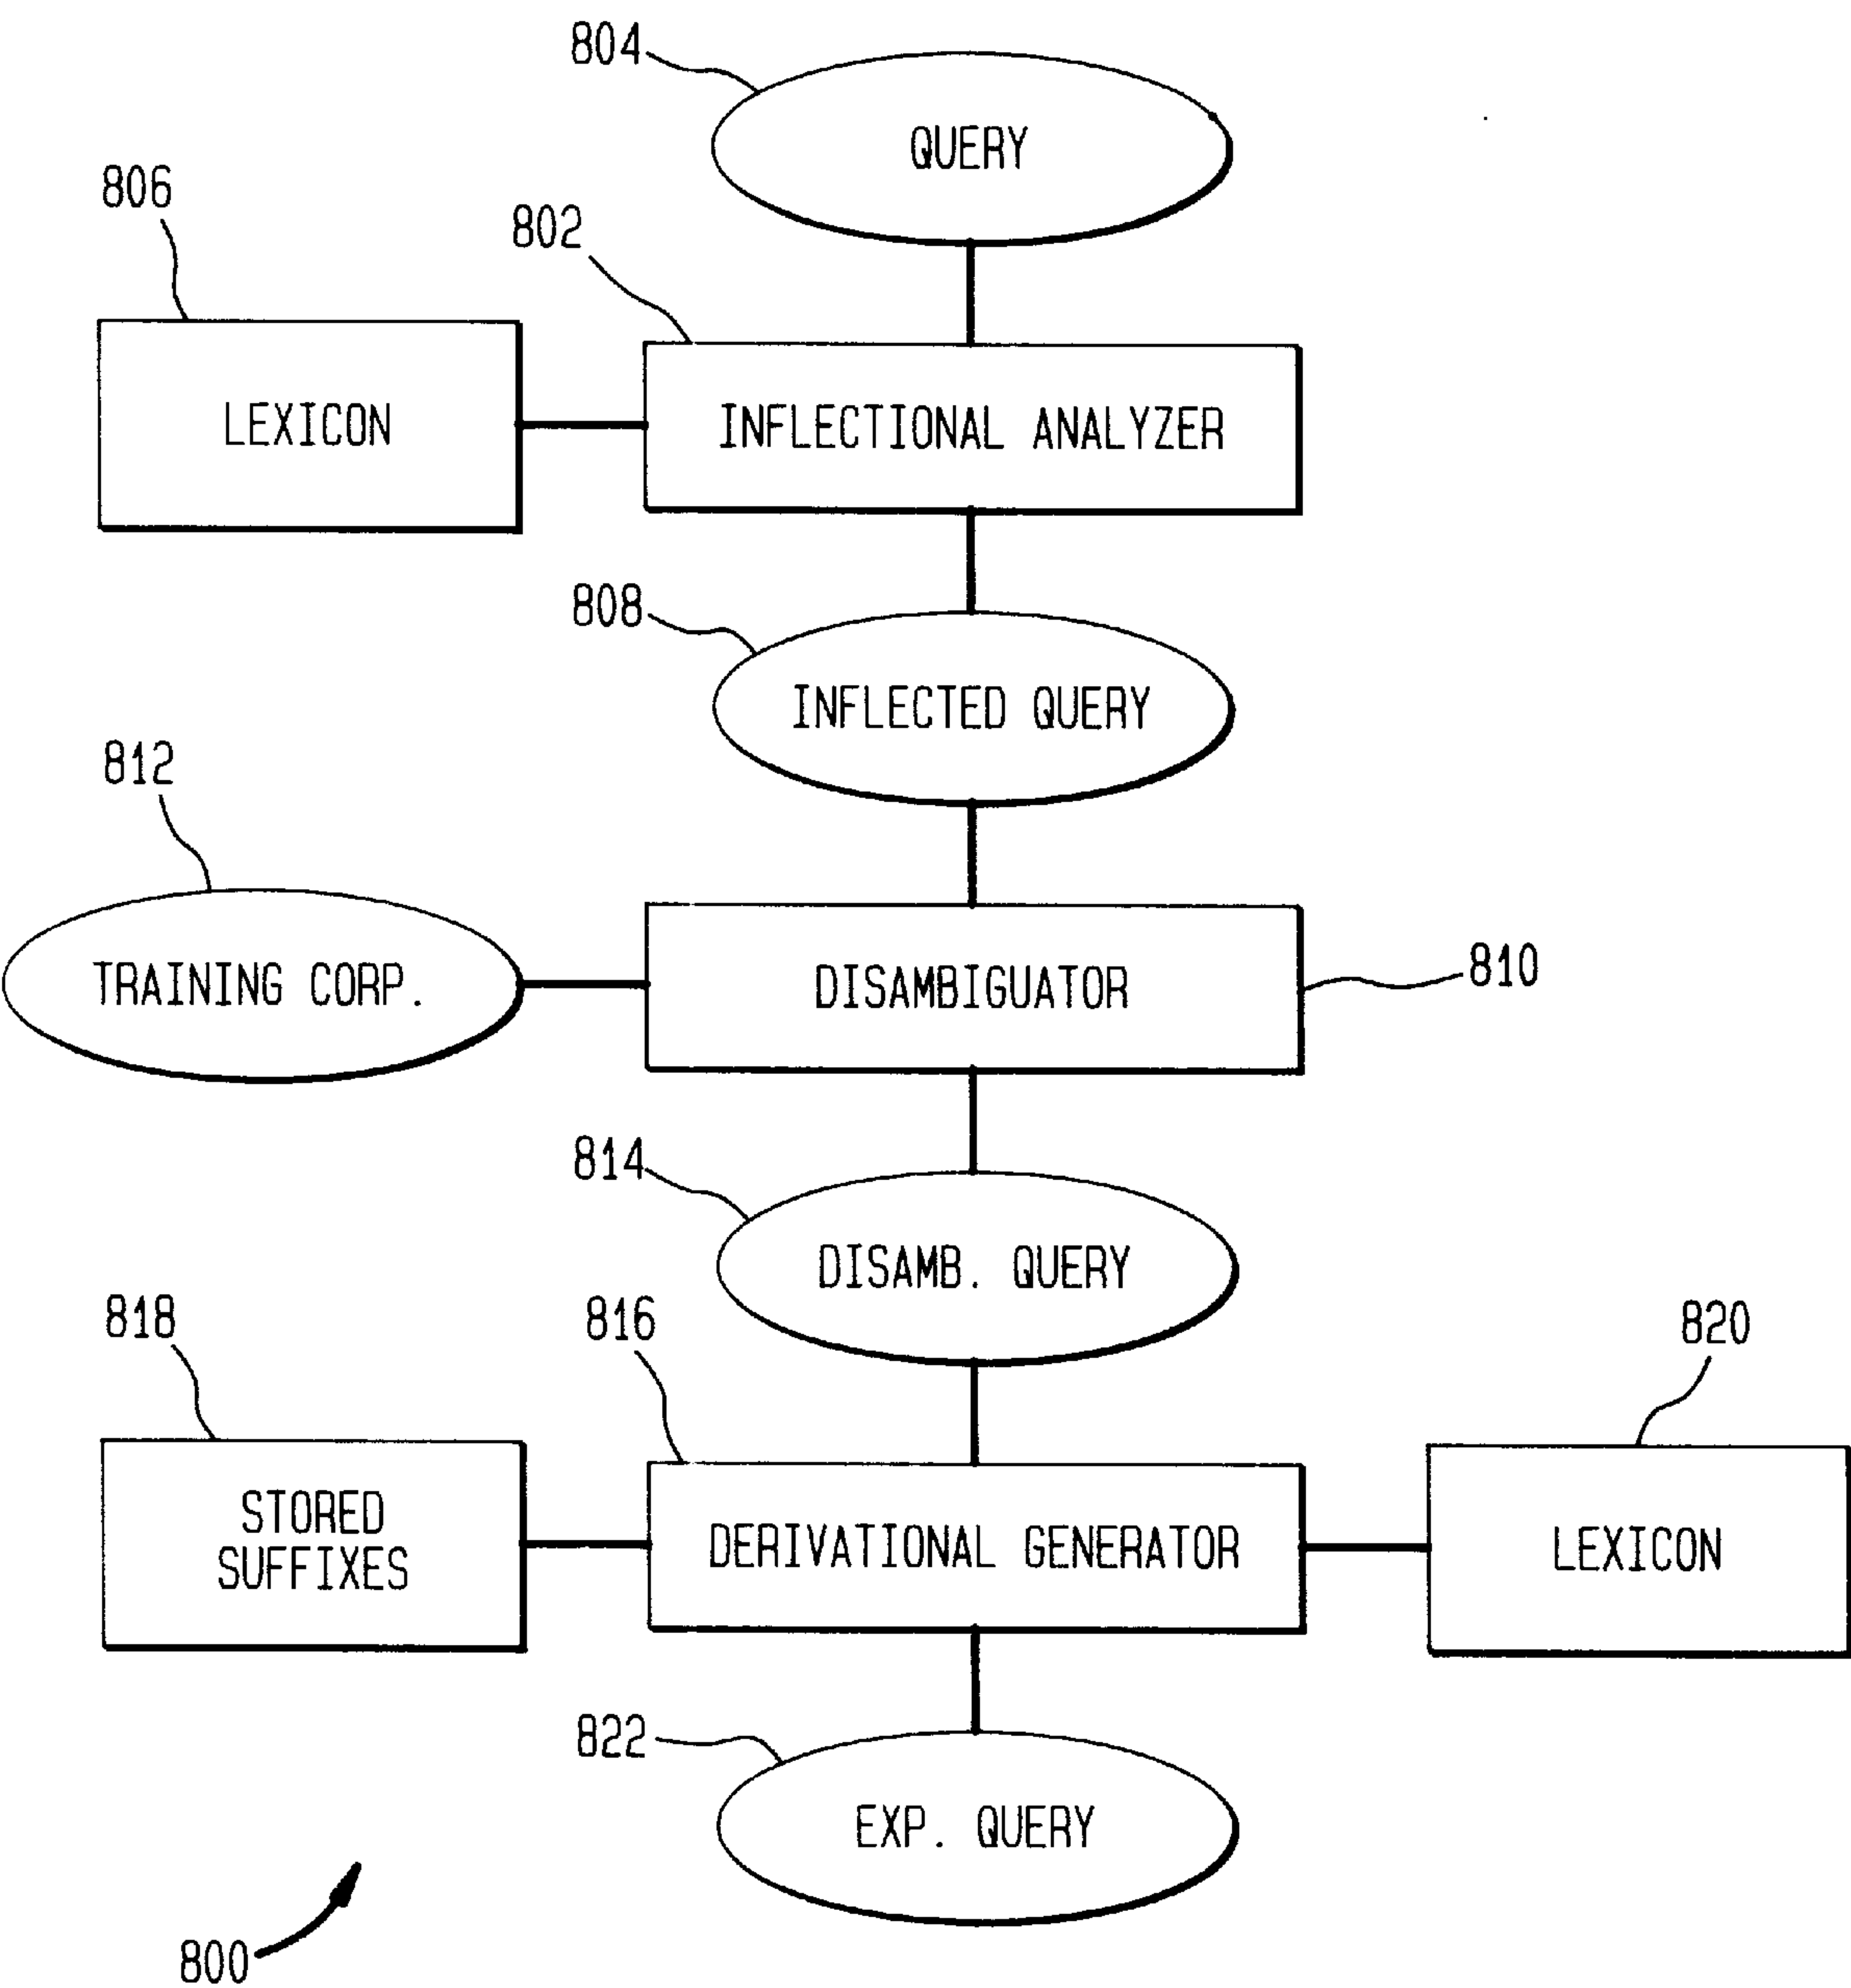 804
QUERY
806
802
LEXICON
INFLECTIONAL ANALYZER
808
INFLECTED QUERY
812
TRAINING CORP.
DISAMBIGUATOR
810
814
DISAMB. QUERY
818
816
820
STORED
SUFFIXES
DERIVATIONAL GENERATOR
LEXICON
822
EXP. QUERY
800